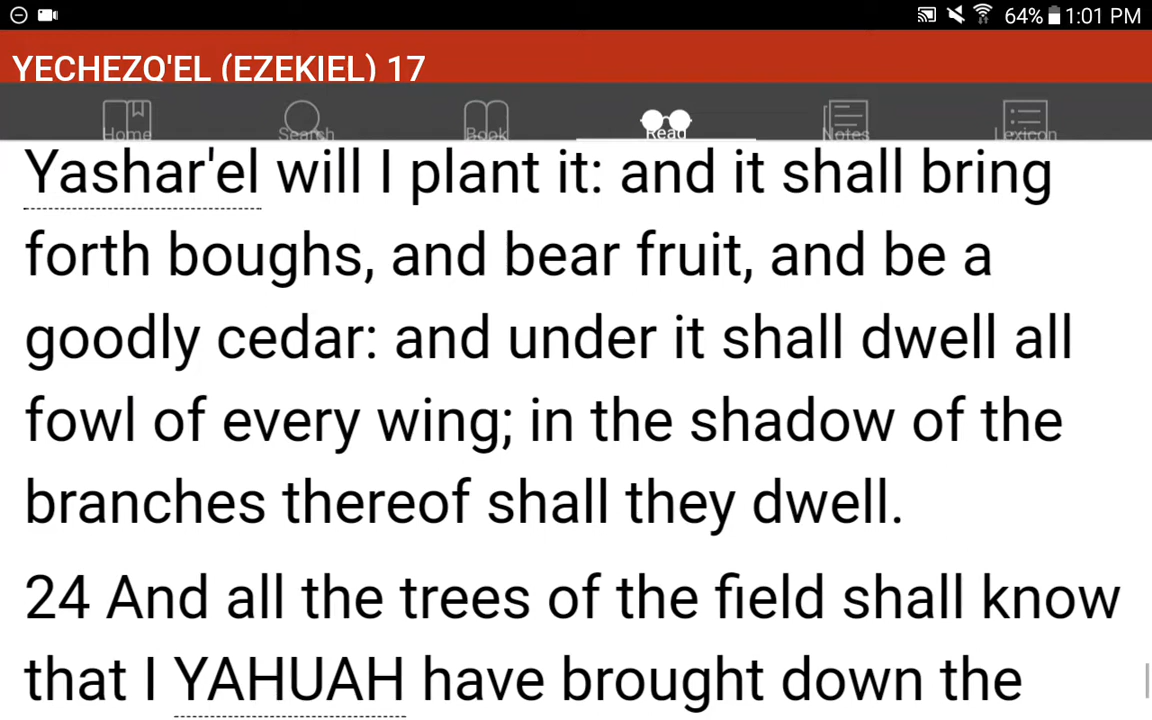 64% 1:01 PM
YECHEZQ'EL (EZEKIEL) 17
Home Search Book Read Notes Lexicon
Yashar'el will I plant it: and it shall bring
forth boughs, and bear fruit, and be a
goodly cedar: and under it shall dwell all
fowl of every wing; in the shadow of the
branches thereof shall they dwell.
24 And all the trees of the field shall know
that I YAHUAH have brought down the